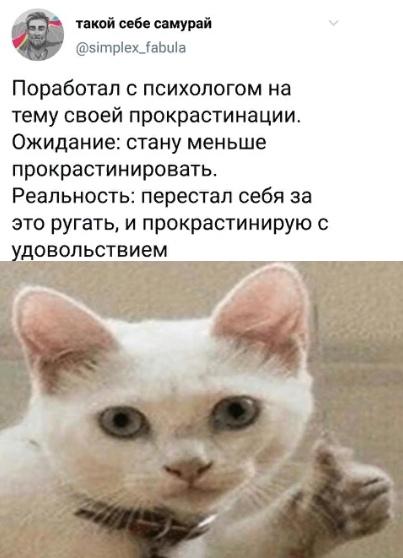 такой себе самурай
@simplex_fabula
Поработал с психологом на
тему своей прокрастинации.
Ожидание: стану меньше
прокрастинировать.
Реальность: перестал себя за
это ругать, и прокрастинирую с
удовольствием